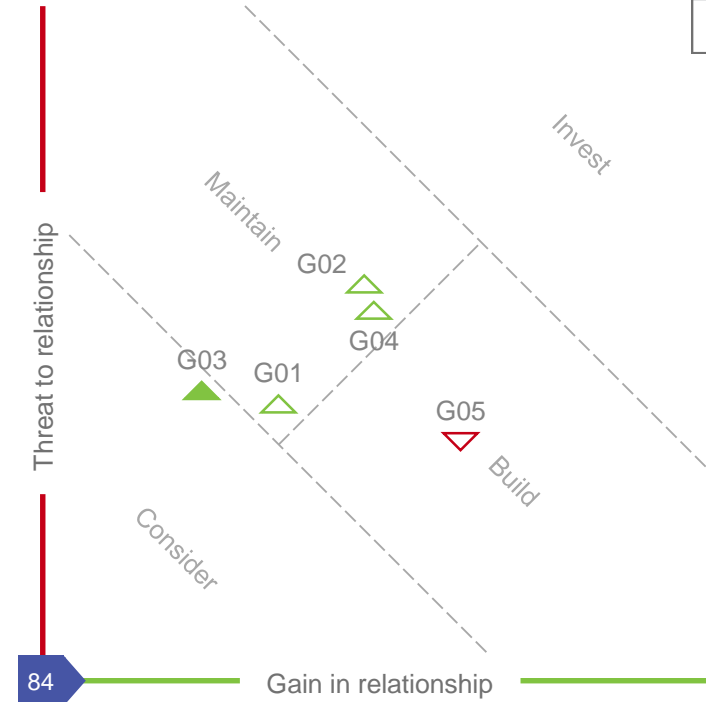 Invest
Maintain
Threat to relationship
G02
G04
G03
G01
G05
Build
Consider
84
Gain in relationship